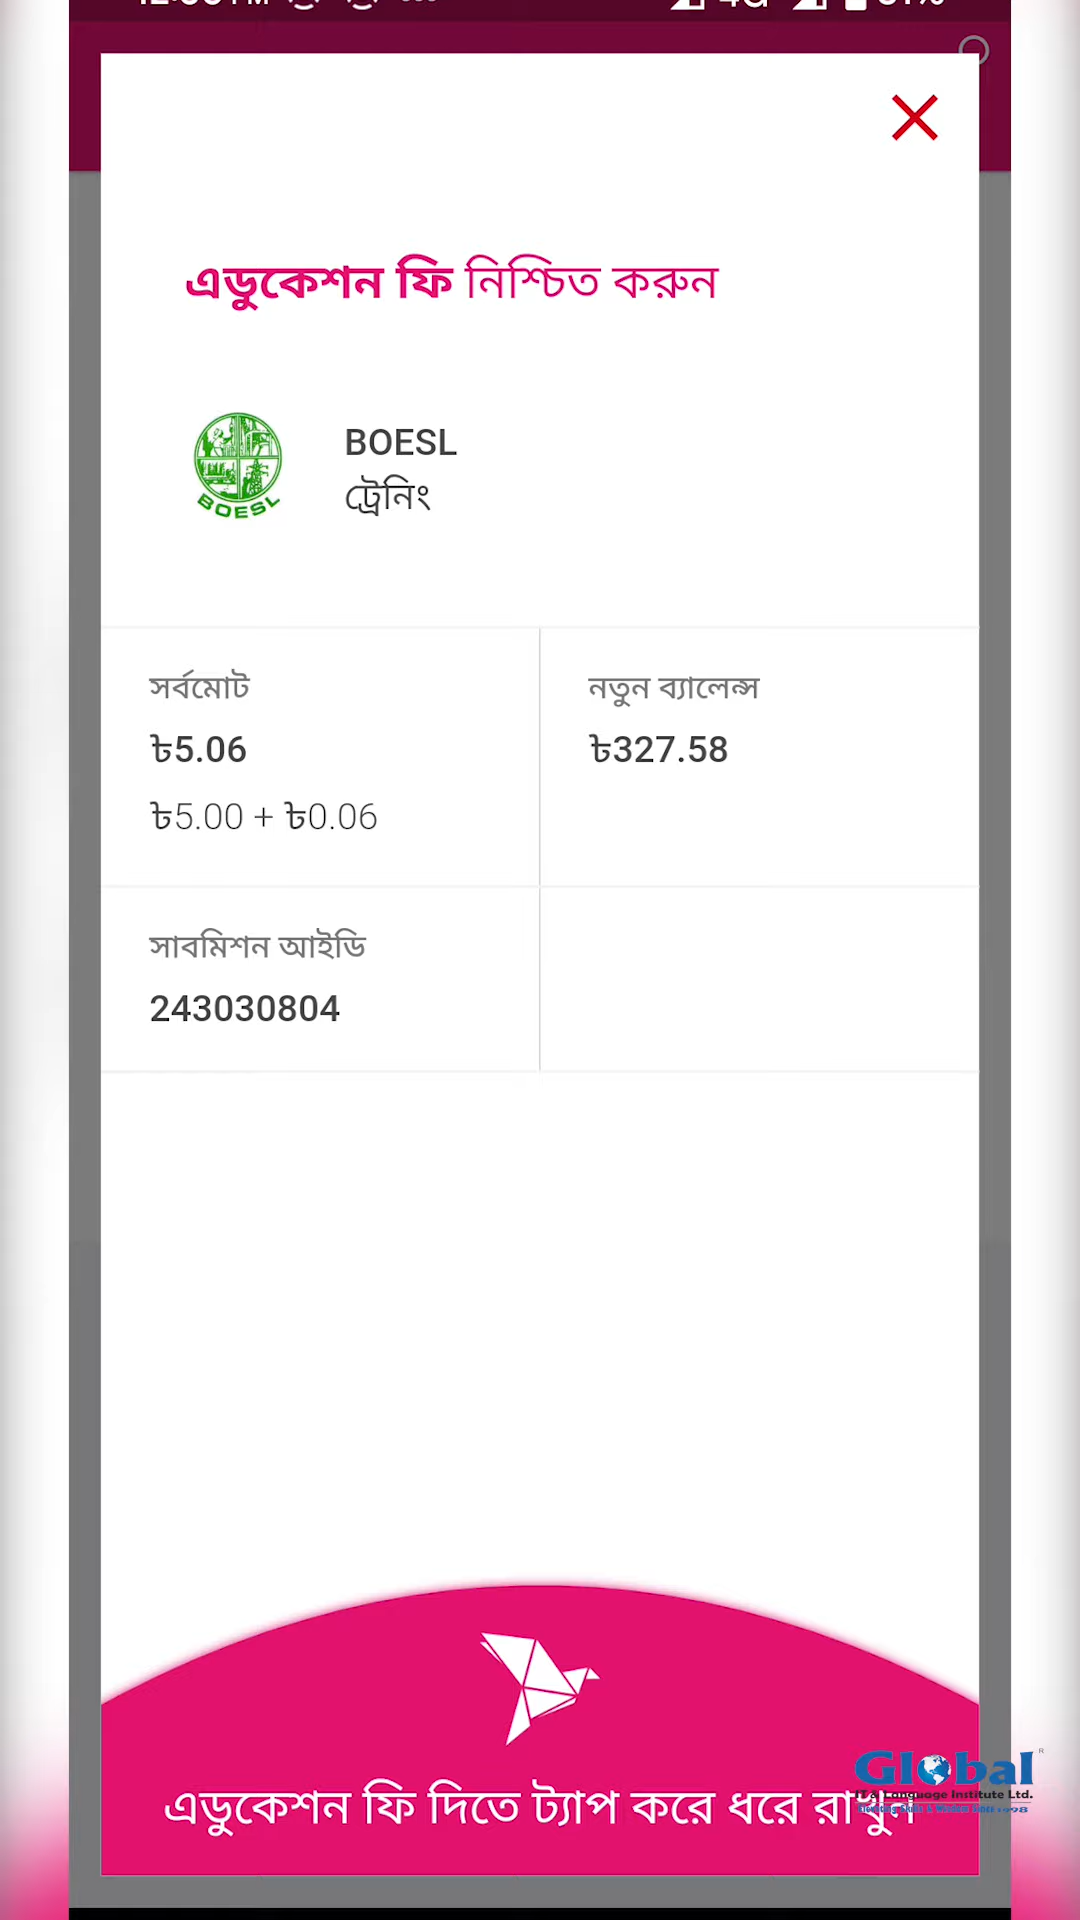 এডুকেশন ফি নিশ্চিত করুন
BOESL
ট্রেনিং
BOESL
সর্বমোট
৳5.06
৳5.00 + ৳0.06
নতুন ব্যালেন্স
৳327.58
সাবমিশন আইডি
243030804
এডুকেশন ফি দিতে ট্যাপ করে ধরে রাখুন
Global
IT & Language Institute Ltd.